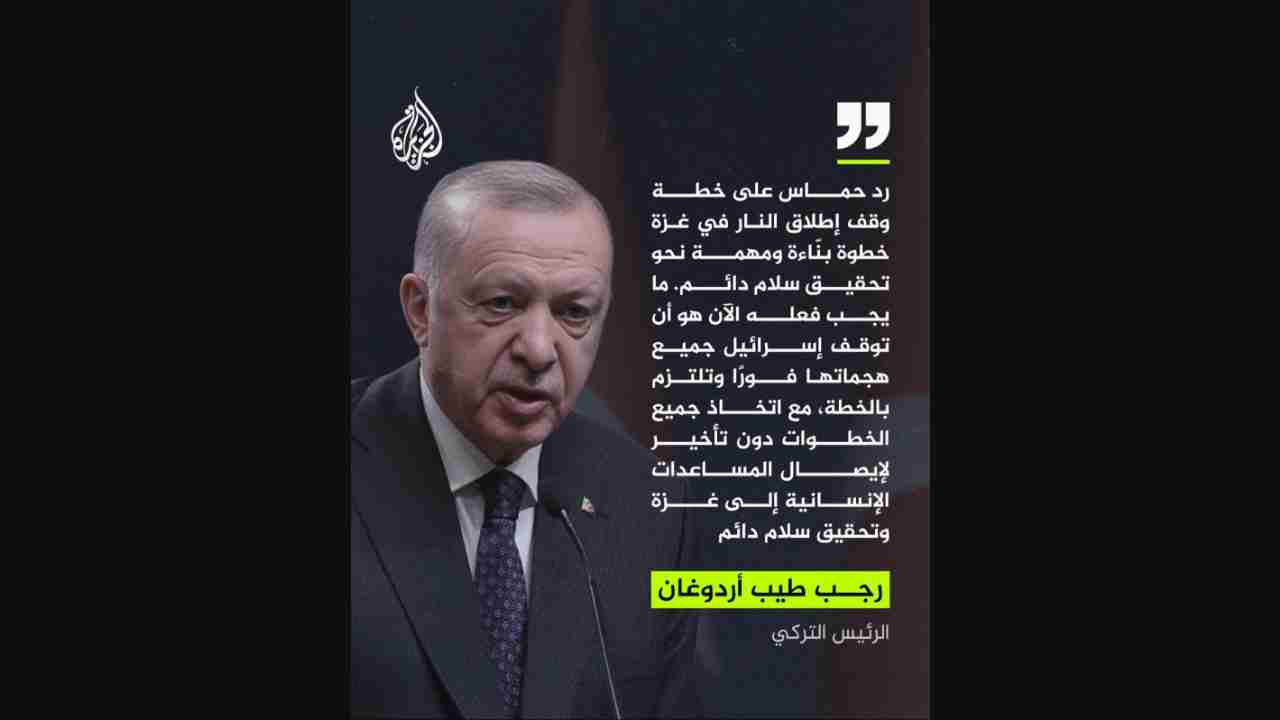 الجزيرة
رد حماس على خطة
وقف إطلاق النار في غزة
خطوة بنّاءة ومهمة نحو
تحقيق سلام دائم. ما
يجب فعله الآن هو أن
توقف إسرائيل جميع
هجماتها فورًا وتلتزم
بالخطة، مع اتخاذ جميع
الخطوات دون تأخير
لإيصال المساعدات
الإنسانية إلى غزة
وتحقيق سلام دائم
رجب طيب أردوغان
الرئيس التركي